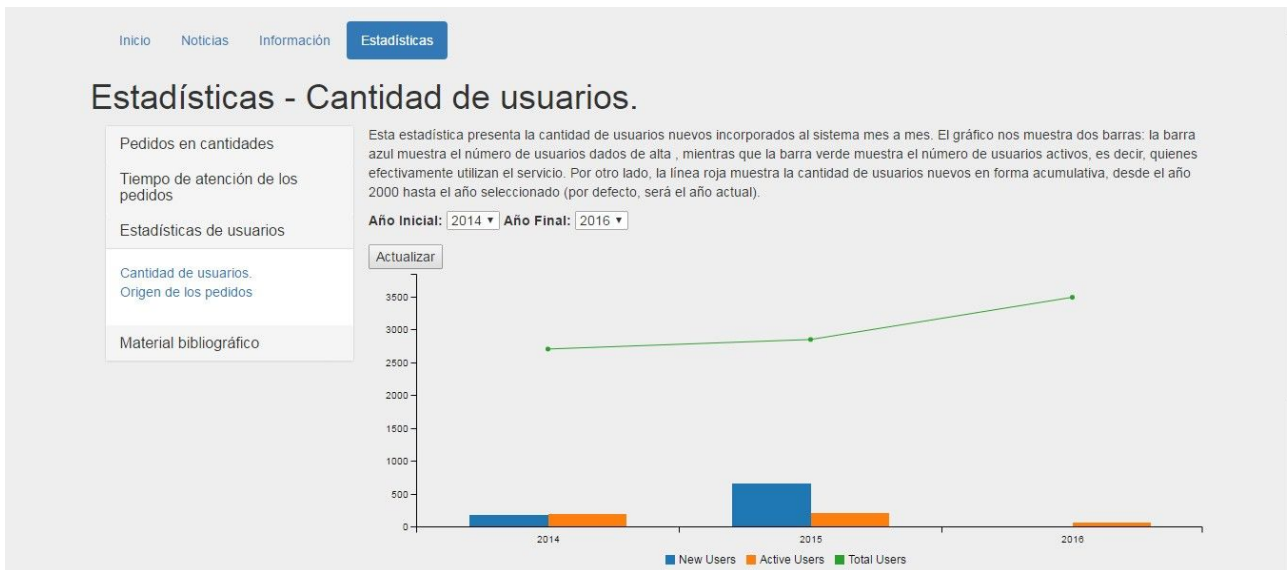 Inicio Noticias Información Estadísticas
Estadísticas - Cantidad de usuarios.
Pedidos en cantidades
Tiempo de atención de los
pedidos
Estadísticas de usuarios
Cantidad de usuarios.
Origen de los pedidos
Material bibliográfico
Esta estadística presenta la cantidad de usuarios nuevos incorporados al sistema mes a mes. El gráfico nos muestra dos barras: la barra
azul muestra el número de usuarios dados de alta , mientras que la barra verde muestra el número de usuarios activos, es decir, quienes
efectivamente utilizan el servicio. Por otro lado, la línea roja muestra la cantidad de usuarios nuevos en forma acumulativa, desde el año
2000 hasta el año seleccionado (por defecto, será el año actual).
Año Inicial: 2014 Año Final: 2016
Actualizar
3500
3000
2500
2000
1500
1000
500
0
2014 2015 2016
New Users Active Users Total Users